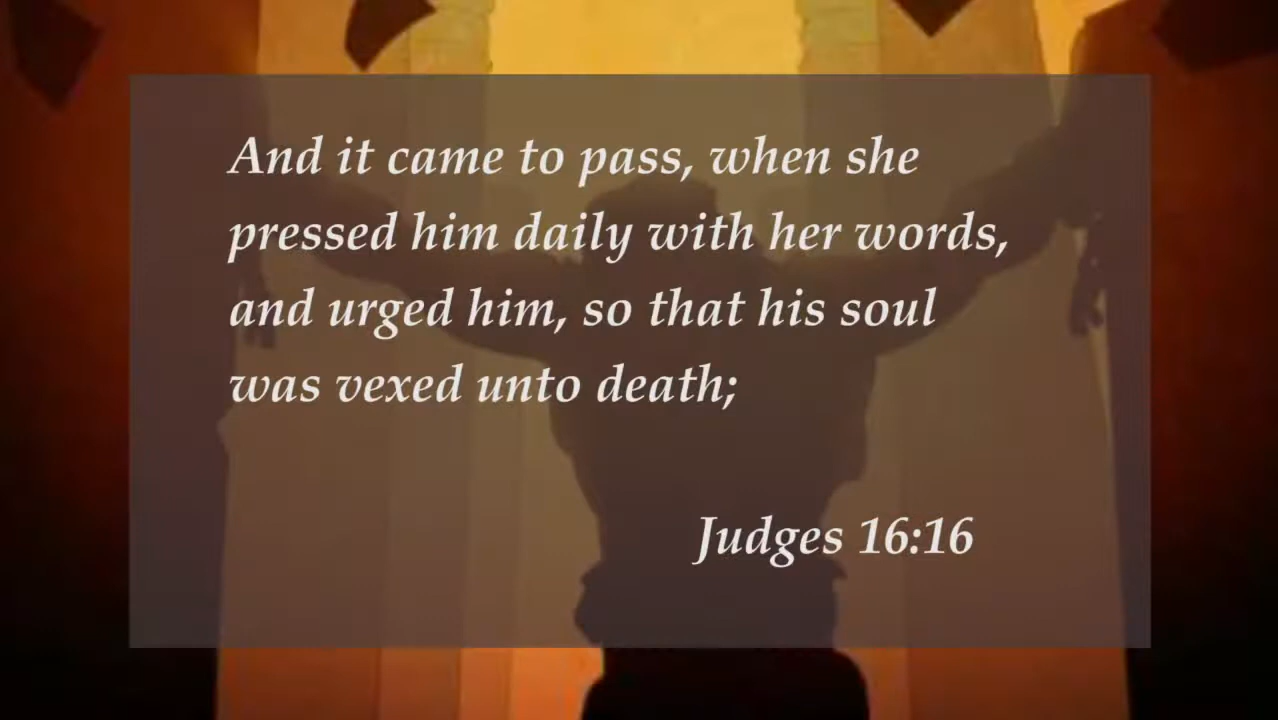 And it came to pass, when she
pressed him daily with her words,
and urged him, so that his soul
was vexed unto death;
Judges 16:16